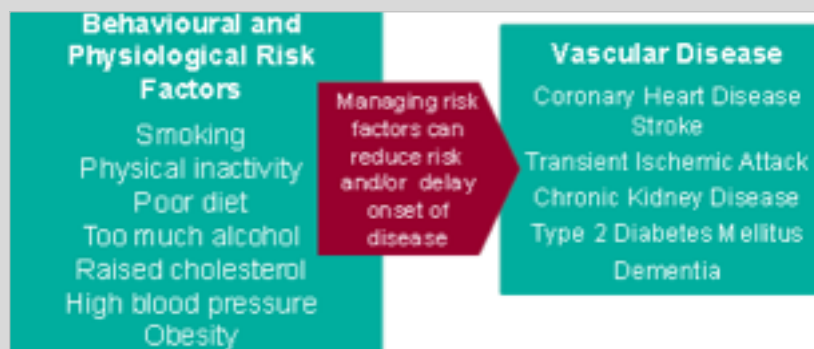 Behavioural and
Physiological Risk
Factors
Smoking
Physical inactivity
Poor diet
Too much alcohol
Raised cholesterol
High blood pressure
Obesity
Managing risk
factors can
reduce risk
and/or delay
onset of
disease
Vascular Disease
Coronary Heart Disease
Stroke
Transient Ischemic Attack
Chronic Kidney Disease
Type 2 Diabetes Mellitus
Dementia